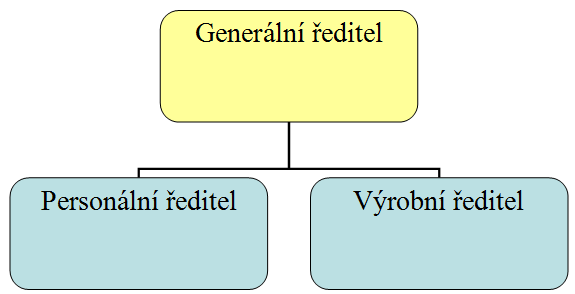 Generální ředitel
Personální ředitel
Výrobní ředitel